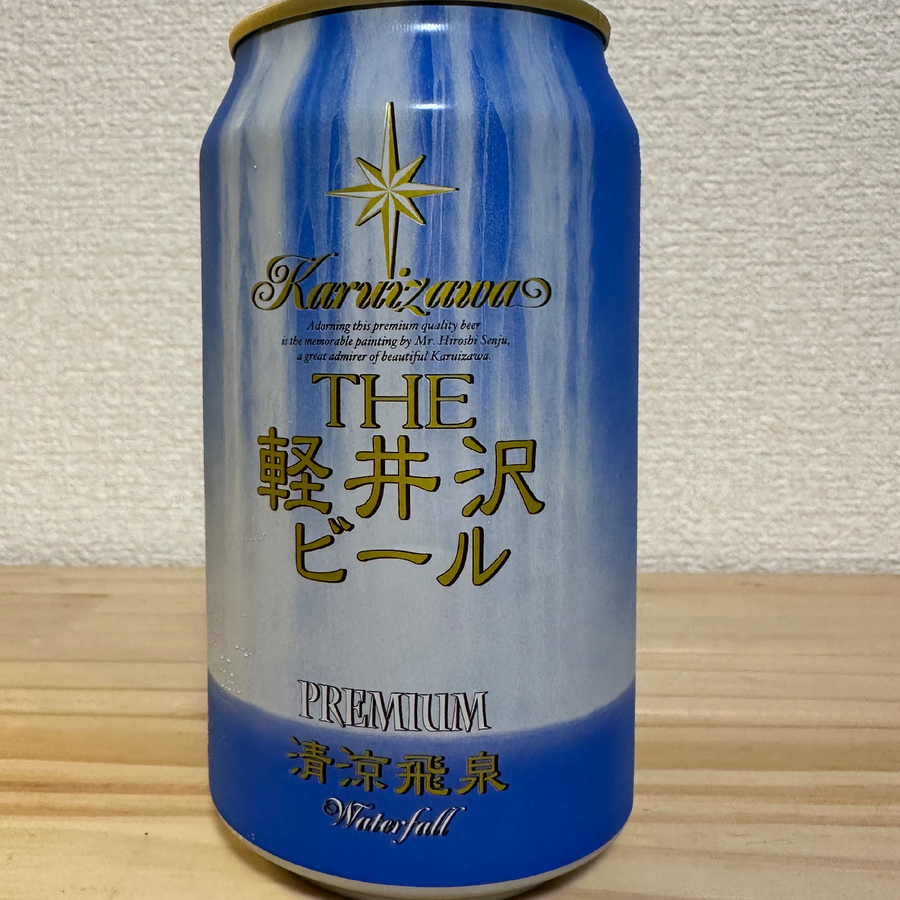 Karuizawa
Adorning this premium quality beer
is the memorable painting by Mr. Hiroshi Senju,
a great admirer of beautiful Karuizawa.
THE
軽井沢
ビール
PREMIUM
清涼飛泉
Waterfall